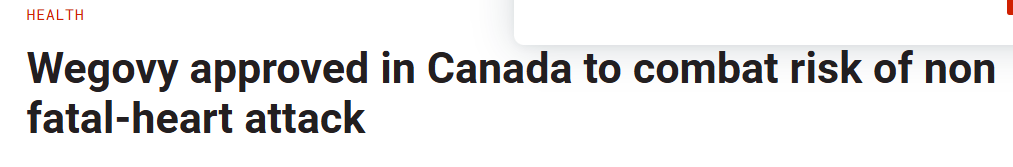 HEALTH
Wegovy approved in Canada to combat risk of non
fatal-heart attack